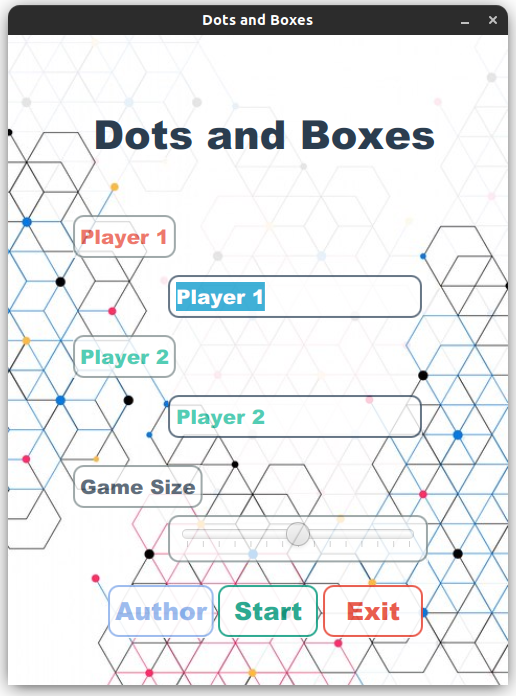 Dots and Boxes
Dots and Boxes
Player 1
Player 1
Player 2
Player 2
Game Size
Author Start Exit